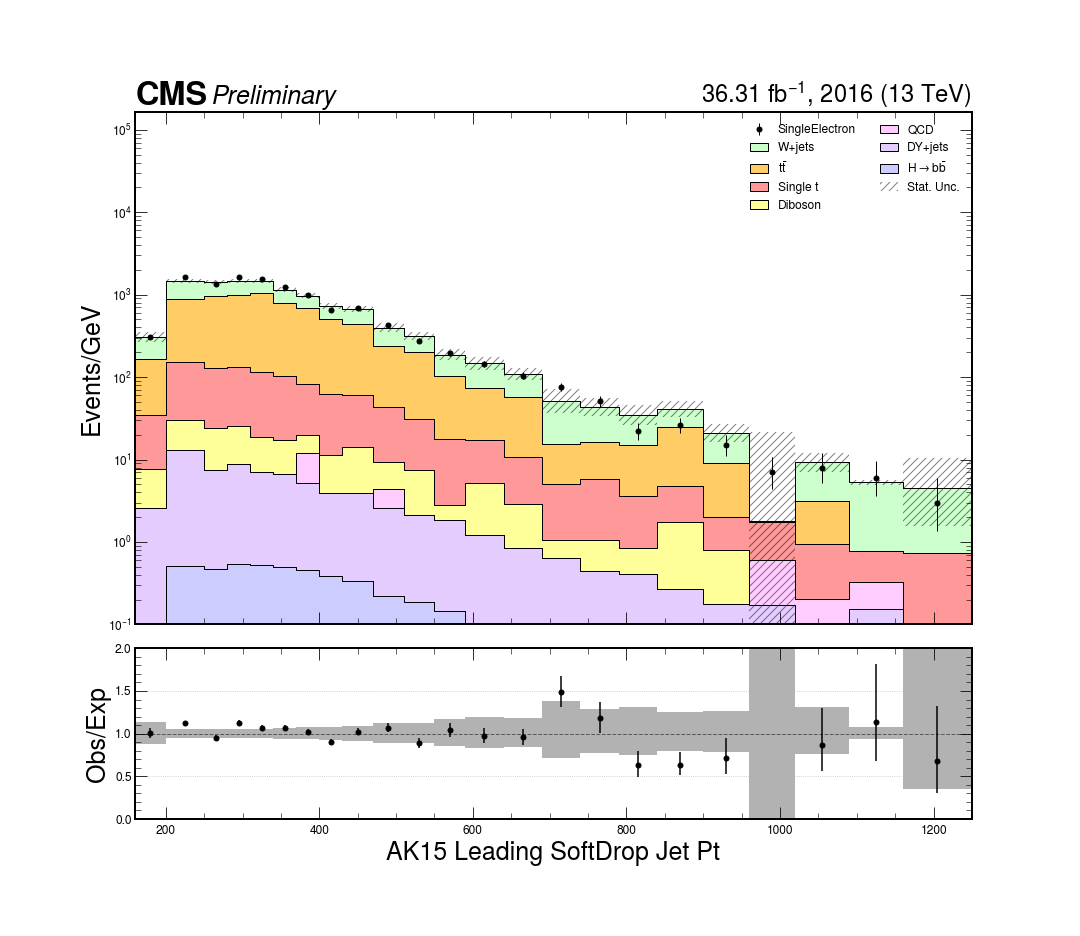 CMS Preliminary
36.31 fb⁻¹, 2016 (13 TeV)
SingleElectron
W+jets
tt̄
Single t
Diboson
QCD
DY+jets
H→bb̄
Stat. Unc.
Events/GeV
10⁵
10⁴
10³
10²
10¹
10⁰
10⁻¹
Obs/Exp
2.0
1.5
1.0
0.5
0.0
200 400 600 800 1000 1200
AK15 Leading SoftDrop Jet Pt